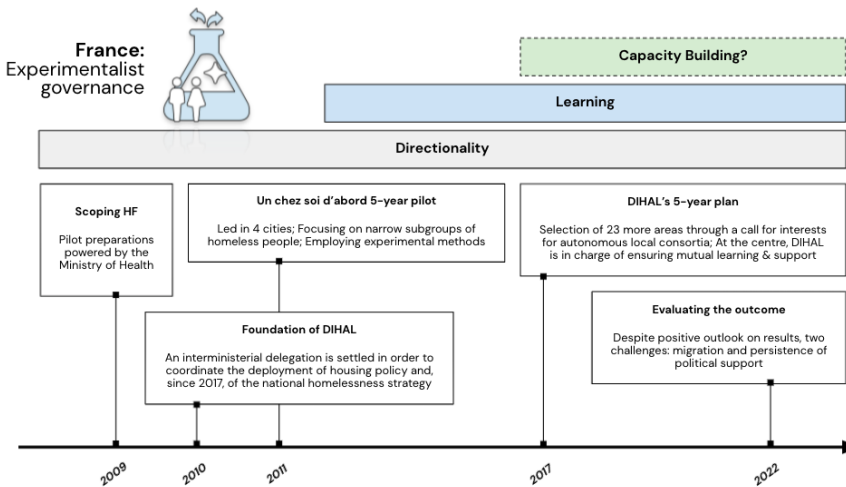 France:
Experimentalist
governance
Capacity Building?
Learning
Directionality
Scoping HF
Pilot preparations
powered by the
Ministry of Health
Un chez soi d'abord 5-year pilot
Led in 4 cities; Focusing on narrow subgroups of
homeless people; Employing experimental methods
DIHAL's 5-year plan
Selection of 23 more areas through a call for interests
for autonomous local consortia; At the centre, DIHAL
is in charge of ensuring mutual learning & support
Foundation of DIHAL
An interministerial delegation is settled in order to
coordinate the deployment of housing policy and,
since 2017, of the national homelessness strategy
Evaluating the outcome
Despite positive outlook on results, two
challenges: migration and persistence of
political support
2009
2010
2011
2017
2022